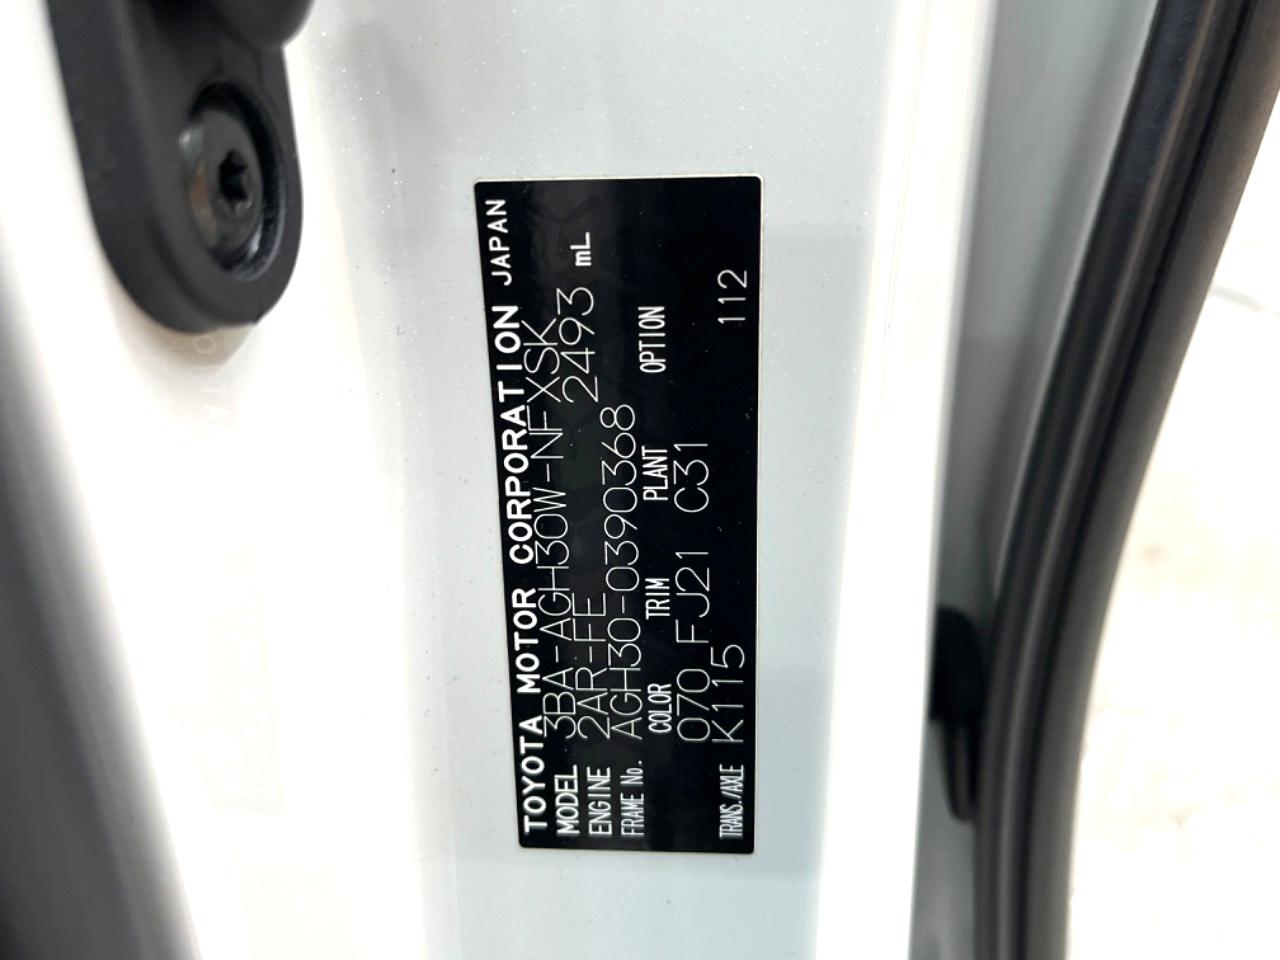 TOYOTA MOTOR CORPORATION JAPAN
MODEL 3BA-AGH30W-NFXSK
ENGINE 2AR-FE 2493 mL
FRAME No. AGH30-0390368
COLOR TRIM PLANT OPTION
070 FJ21 C31
TRANS./AXLE K115 112